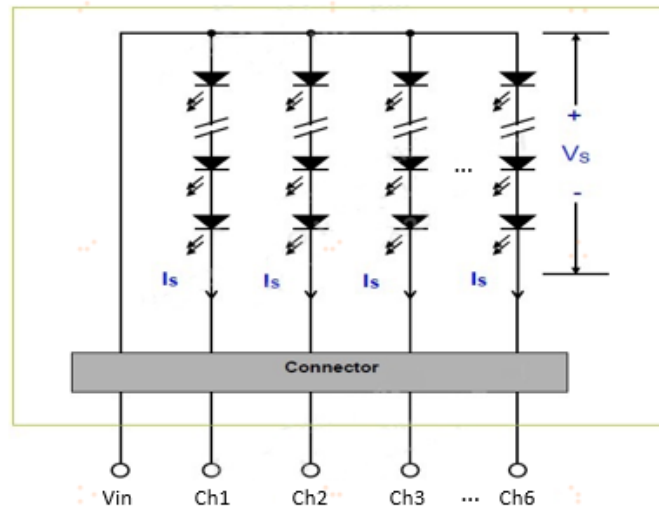 +
...
Vs
-
Is Is Is Is
Connector
Vin Ch1 Ch2 Ch3 ... Ch6